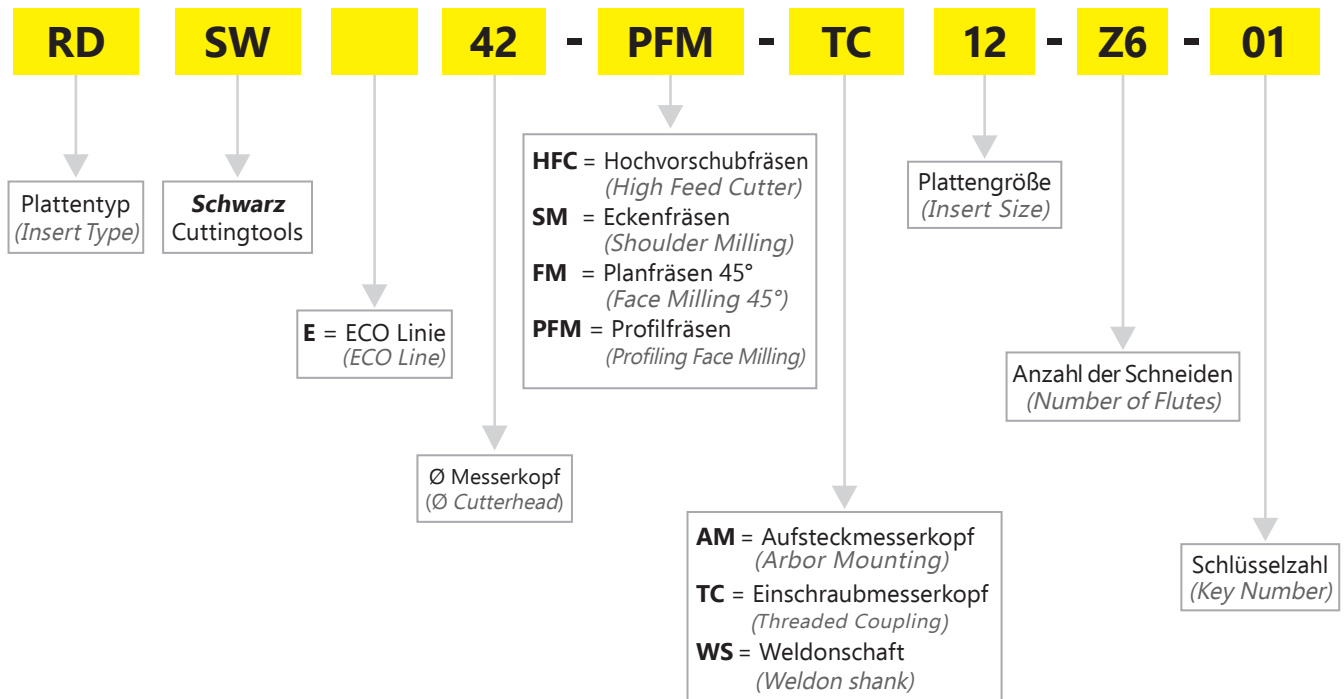 RD SW 42 - PFM - TC 12 - Z6 - 01
Plattentyp
(Insert Type)
Schwarz
Cuttingtools
E = ECO Linie
(ECO Line)
Ø Messerkopf
(Ø Cutterhead)
HFC = Hochvorschubfräsen
(High Feed Cutter)
SM = Eckenfräsen
(Shoulder Milling)
FM = Planfräsen 45°
(Face Milling 45°)
PFM = Profilfräsen
(Profiling Face Milling)
AM = Aufsteckmesserkopf
(Arbor Mounting)
TC = Einschraubmesserkopf
(Threaded Coupling)
WS = Weldonschaft
(Weldon shank)
Plattengröße
(Insert Size)
Anzahl der Schneiden
(Number of Flutes)
Schlüsselzahl
(Key Number)